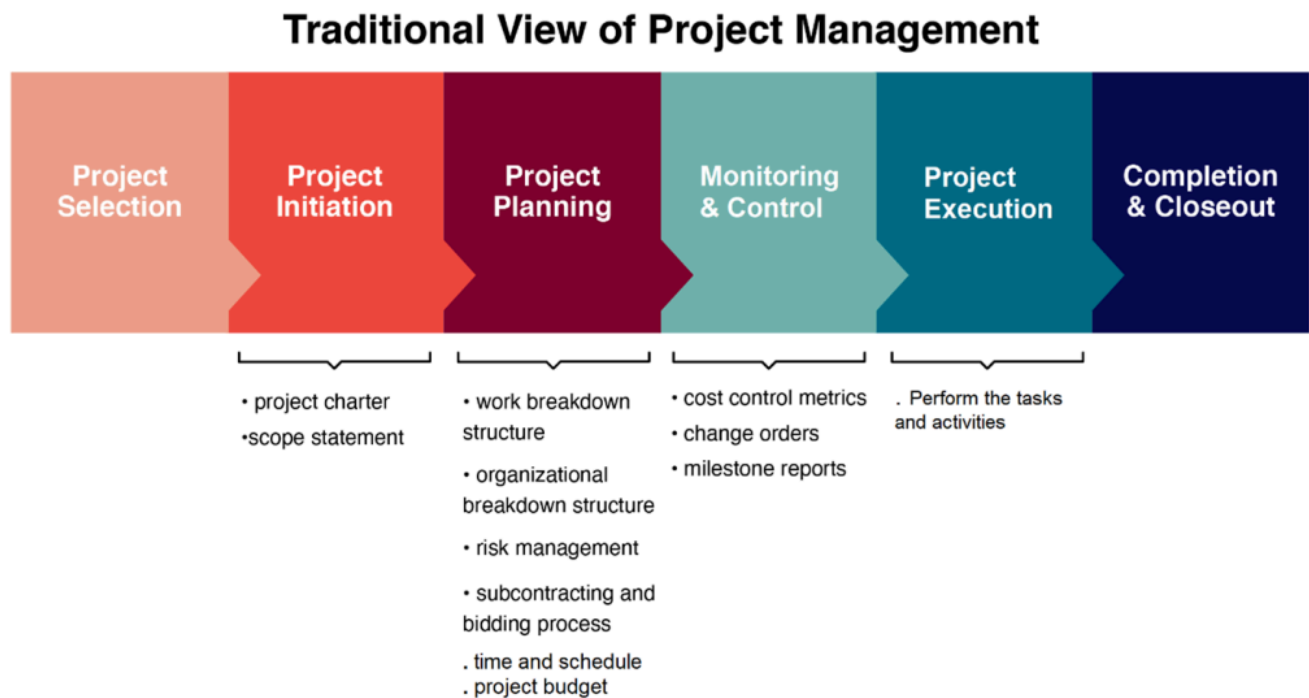 Traditional View of Project Management
Project
Selection
Project
Initiation
Project
Planning
Monitoring
& Control
Project
Execution
Completion
& Closeout
• project charter
•scope statement
• work breakdown
structure
• organizational
breakdown structure
• risk management
• subcontracting and
bidding process
. time and schedule
. project budget
• cost control metrics
• change orders
• milestone reports
. Perform the tasks
and activities